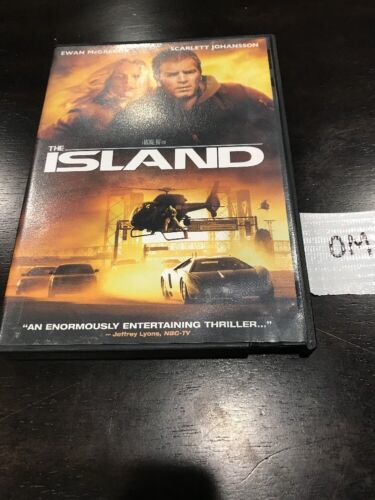 EWAN McGREGOR SCARLETT JOHANSSON
THE
ISLAND
"AN ENORMOUSLY ENTERTAINING THRILLER..."
– Jeffrey Lyons, NBC-TV
OM